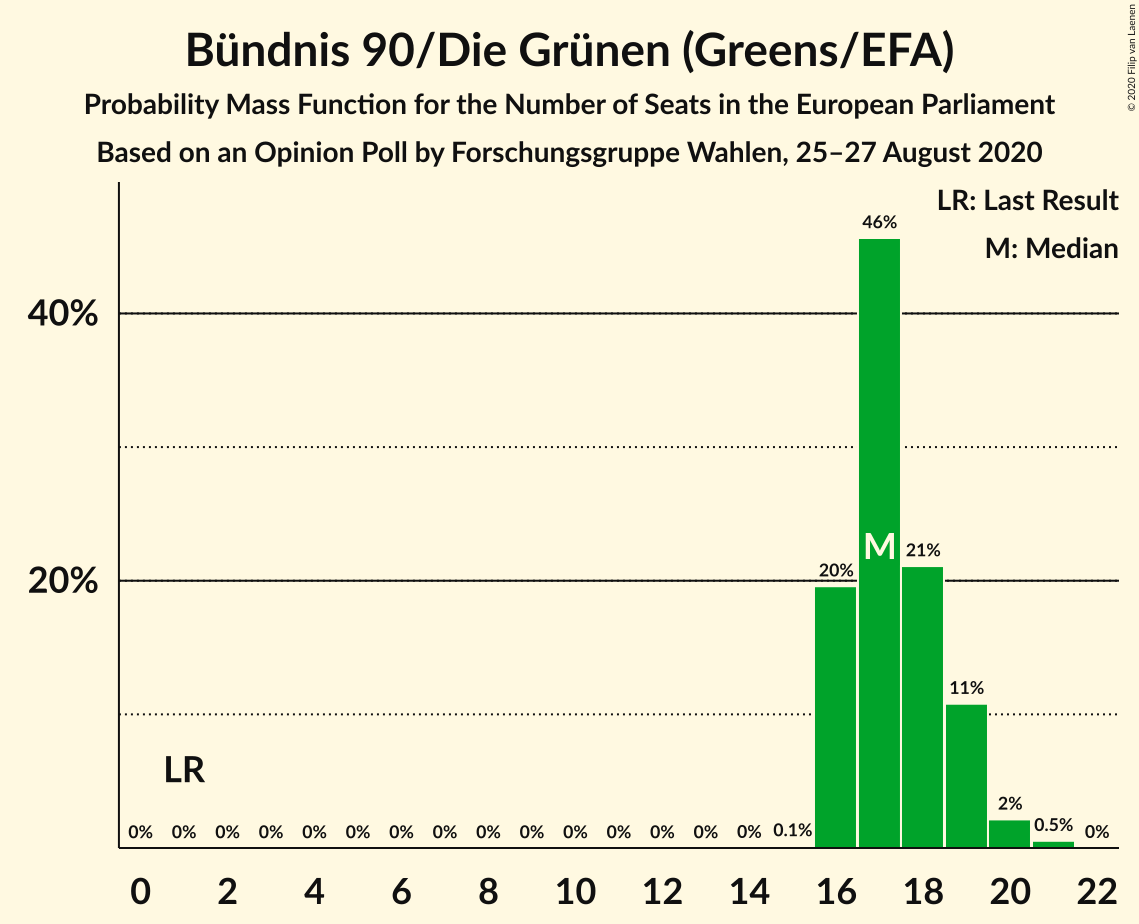 Bündnis 90/Die Grünen (Greens/EFA)
Probability Mass Function for the Number of Seats in the European Parliament
Based on an Opinion Poll by Forschungsgruppe Wahlen, 25–27 August 2020
© 2020 Filip van Laenen
LR: Last Result
M: Median
46%
40%
M
21%
20%
20%
11%
LR
2%
0% 0% 0% 0% 0% 0% 0% 0% 0% 0% 0% 0% 0% 0% 0% 0.1% 0.5% 0%
0 2 4 6 8 10 12 14 16 18 20 22